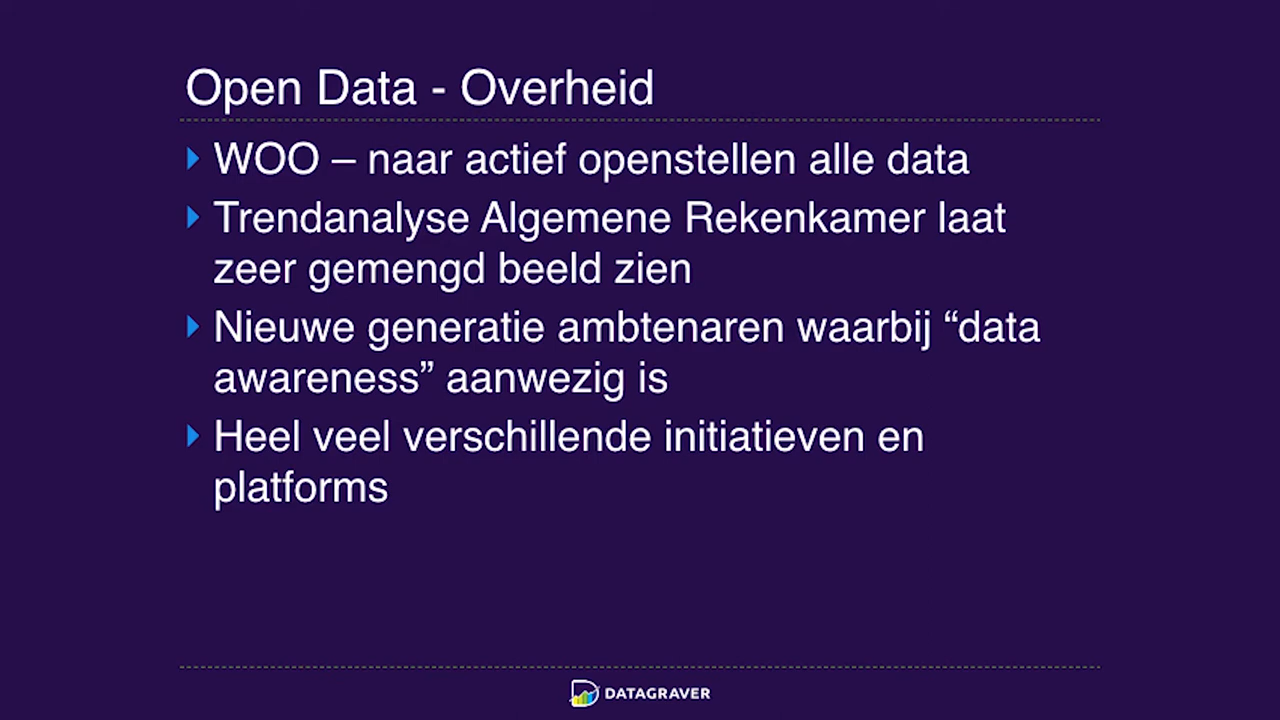 Open Data - Overheid
WOO – naar actief openstellen alle data
Trendanalyse Algemene Rekenkamer laat
zeer gemengd beeld zien
Nieuwe generatie ambtenaren waarbij “data
awareness” aanwezig is
Heel veel verschillende initiatieven en
platforms
DATAGRAVER